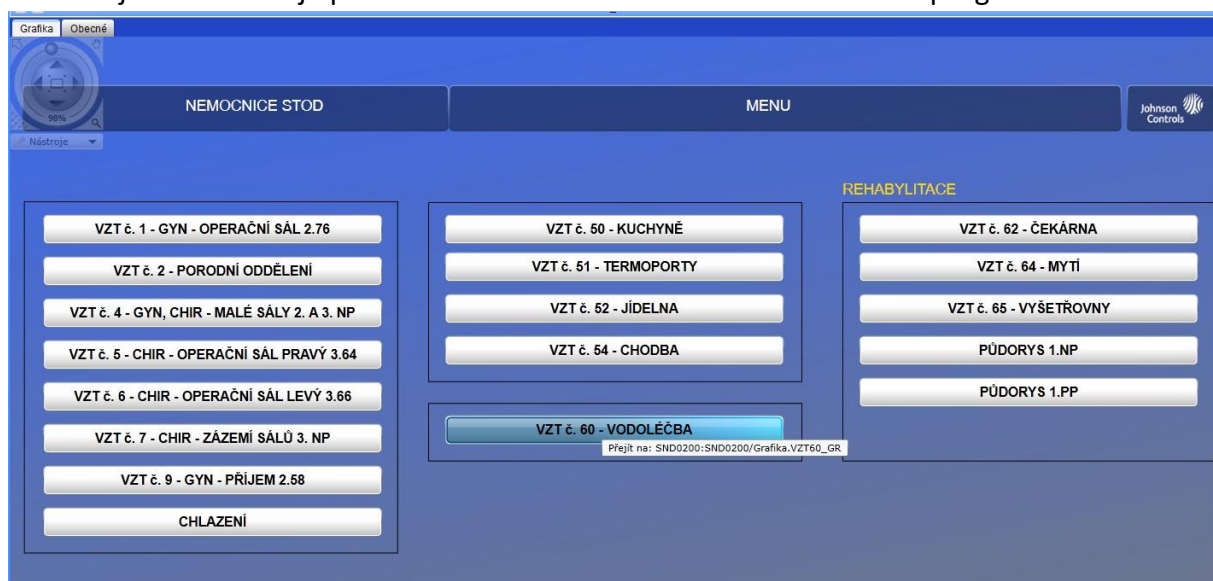 Grafika Obecné
98%
Nástroje
NEMOCNICE STOD
MENU
Johnson
Controls
VZT č. 1 - GYN - OPERAČNÍ SÁL 2.76
VZT č. 2 - PORODNÍ ODDĚLENÍ
VZT č. 4 - GYN, CHIR - MALÉ SÁLY 2. A 3. NP
VZT č. 5 - CHIR - OPERAČNÍ SÁL PRAVÝ 3.64
VZT č. 6 - CHIR - OPERAČNÍ SÁL LEVÝ 3.66
VZT č. 7 - CHIR - ZÁZEMÍ SÁLŮ 3. NP
VZT č. 9 - GYN - PŘÍJEM 2.58
CHLAZENÍ
VZT č. 50 - KUCHYNĚ
VZT č. 51 - TERMOPORTY
VZT č. 52 - JÍDELNA
VZT č. 54 - CHODBA
VZT č. 60 - VODOLÉČBA
Přejít na: SND0200:SND0200/Grafika.VZT60_GR
REHABYLITACE
VZT č. 62 - ČEKÁRNA
VZT č. 64 - MYTÍ
VZT č. 65 - VYŠETŘOVNY
PŮDORYS 1.NP
PŮDORYS 1.PP